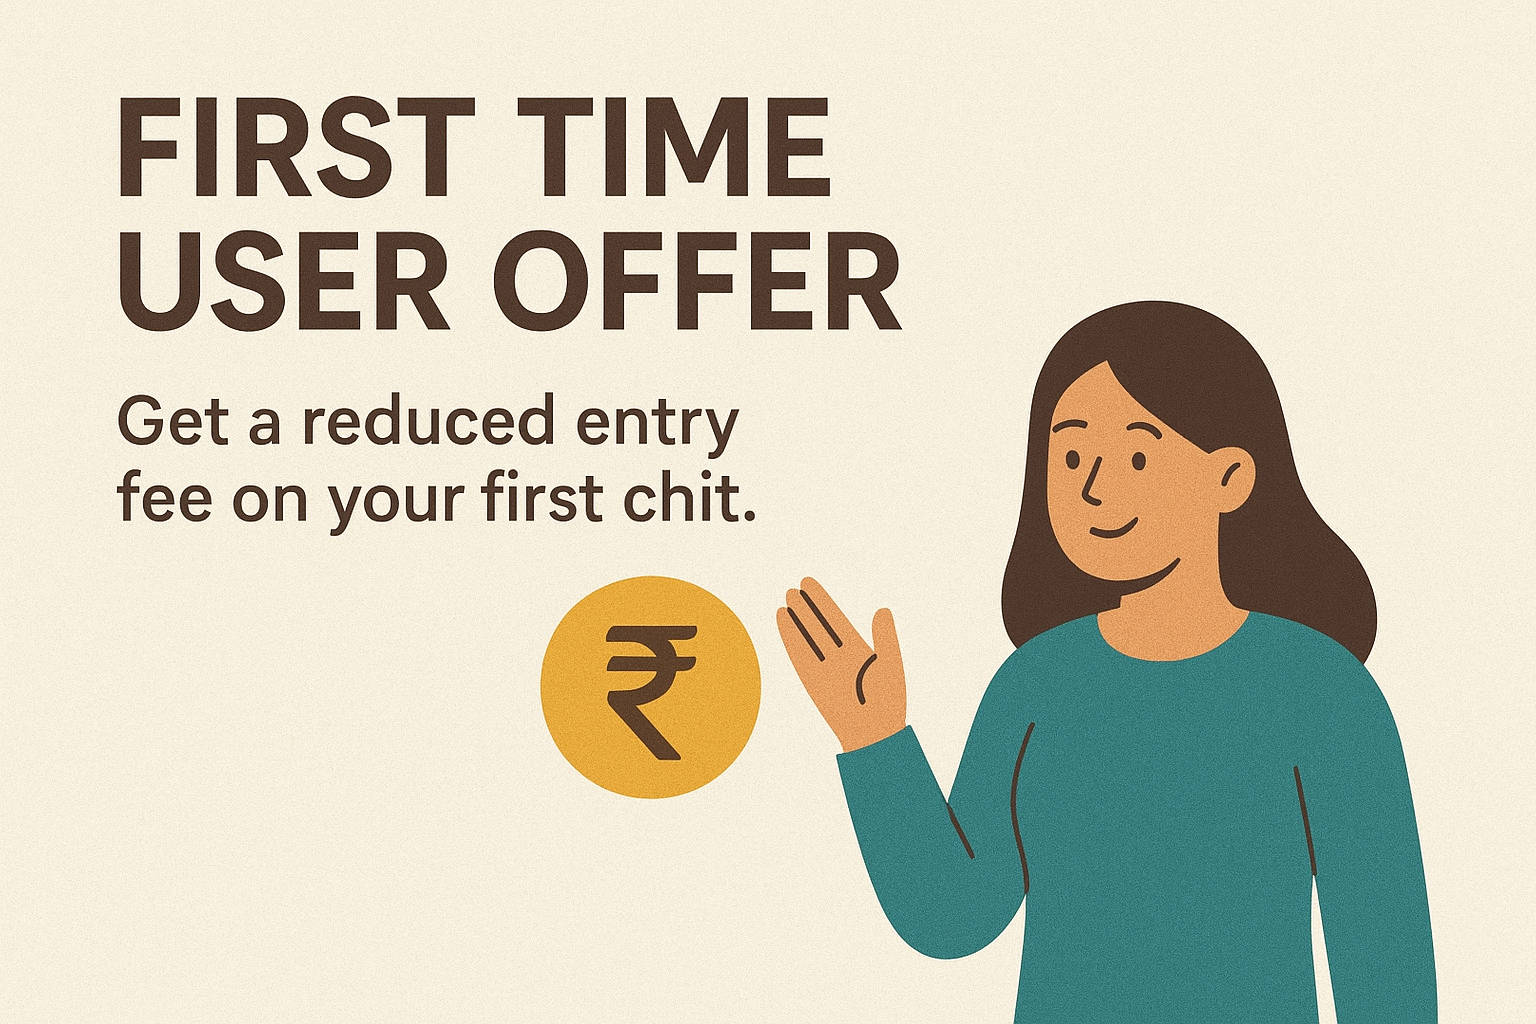 FIRST TIME
USER OFFER
Get a reduced entry
fee on your first chit.
₹